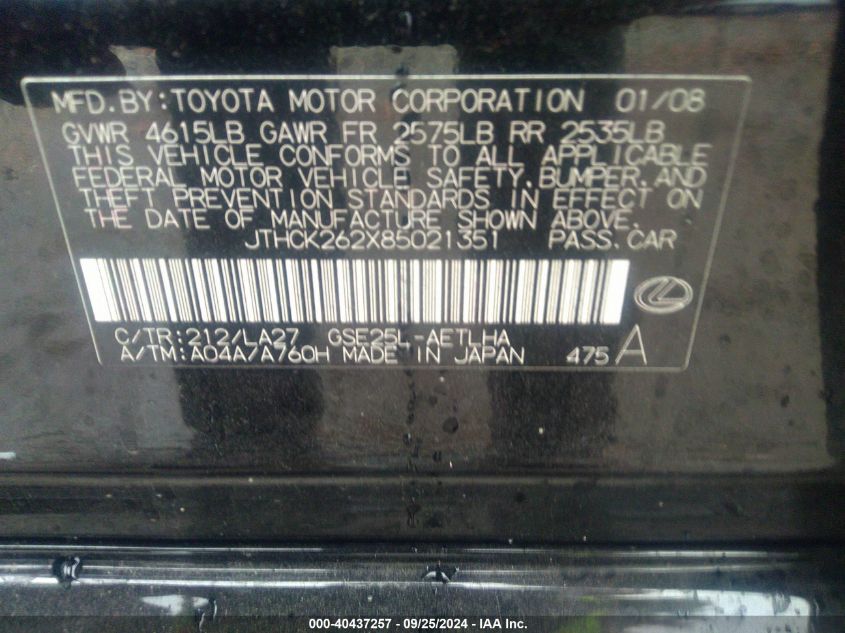 MFD. BY: TOYOTA MOTOR CORPORATION 01/08
GVWR 4615LB GAWR FR 2575LB RR 2535LB
THIS VEHICLE CONFORMS TO ALL APPLICABLE
FEDERAL MOTOR VEHICLE SAFETY, BUMPER, AND
THEFT PREVENTION STANDARDS IN EFFECT ON
THE DATE OF MANUFACTURE SHOWN ABOVE.
JTHCK262X85021351 PASS. CAR
C/TR: 212/LA27 GSE25L-AETLHA
A/TM: A04A/A760H MADE IN JAPAN 475 A
000-40437257 - 09/25/2024 - IAA Inc.